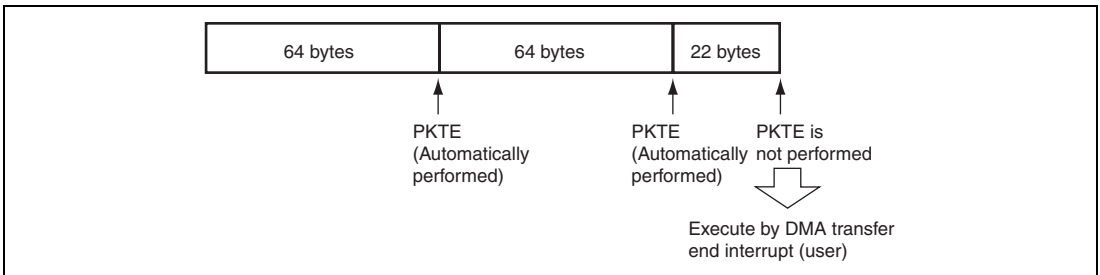 64 bytes
64 bytes
22 bytes
PKTE
(Automatically
performed)
PKTE
(Automatically
performed)
PKTE is
not performed
Execute by DMA transfer
end interrupt (user)